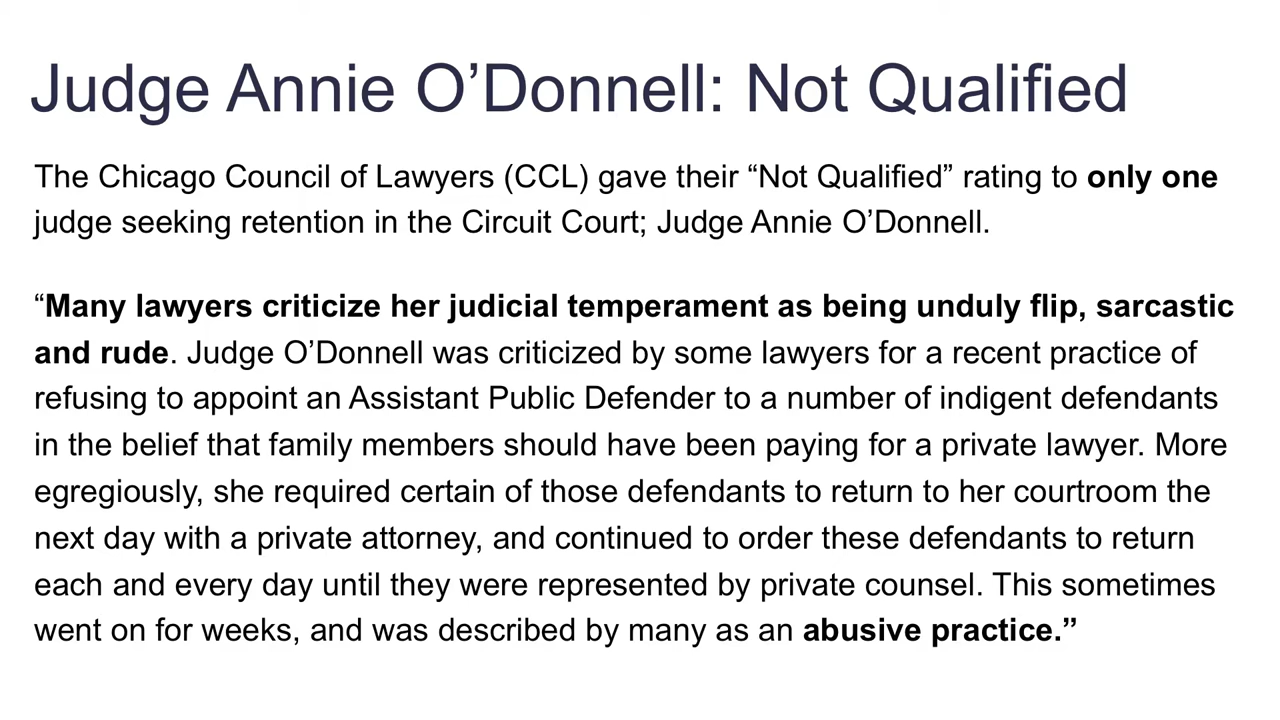 Judge Annie O’Donnell: Not Qualified
The Chicago Council of Lawyers (CCL) gave their “Not Qualified” rating to only one
judge seeking retention in the Circuit Court; Judge Annie O’Donnell.
“Many lawyers criticize her judicial temperament as being unduly flip, sarcastic
and rude. Judge O’Donnell was criticized by some lawyers for a recent practice of
refusing to appoint an Assistant Public Defender to a number of indigent defendants
in the belief that family members should have been paying for a private lawyer. More
egregiously, she required certain of those defendants to return to her courtroom the
next day with a private attorney, and continued to order these defendants to return
each and every day until they were represented by private counsel. This sometimes
went on for weeks, and was described by many as an abusive practice.”